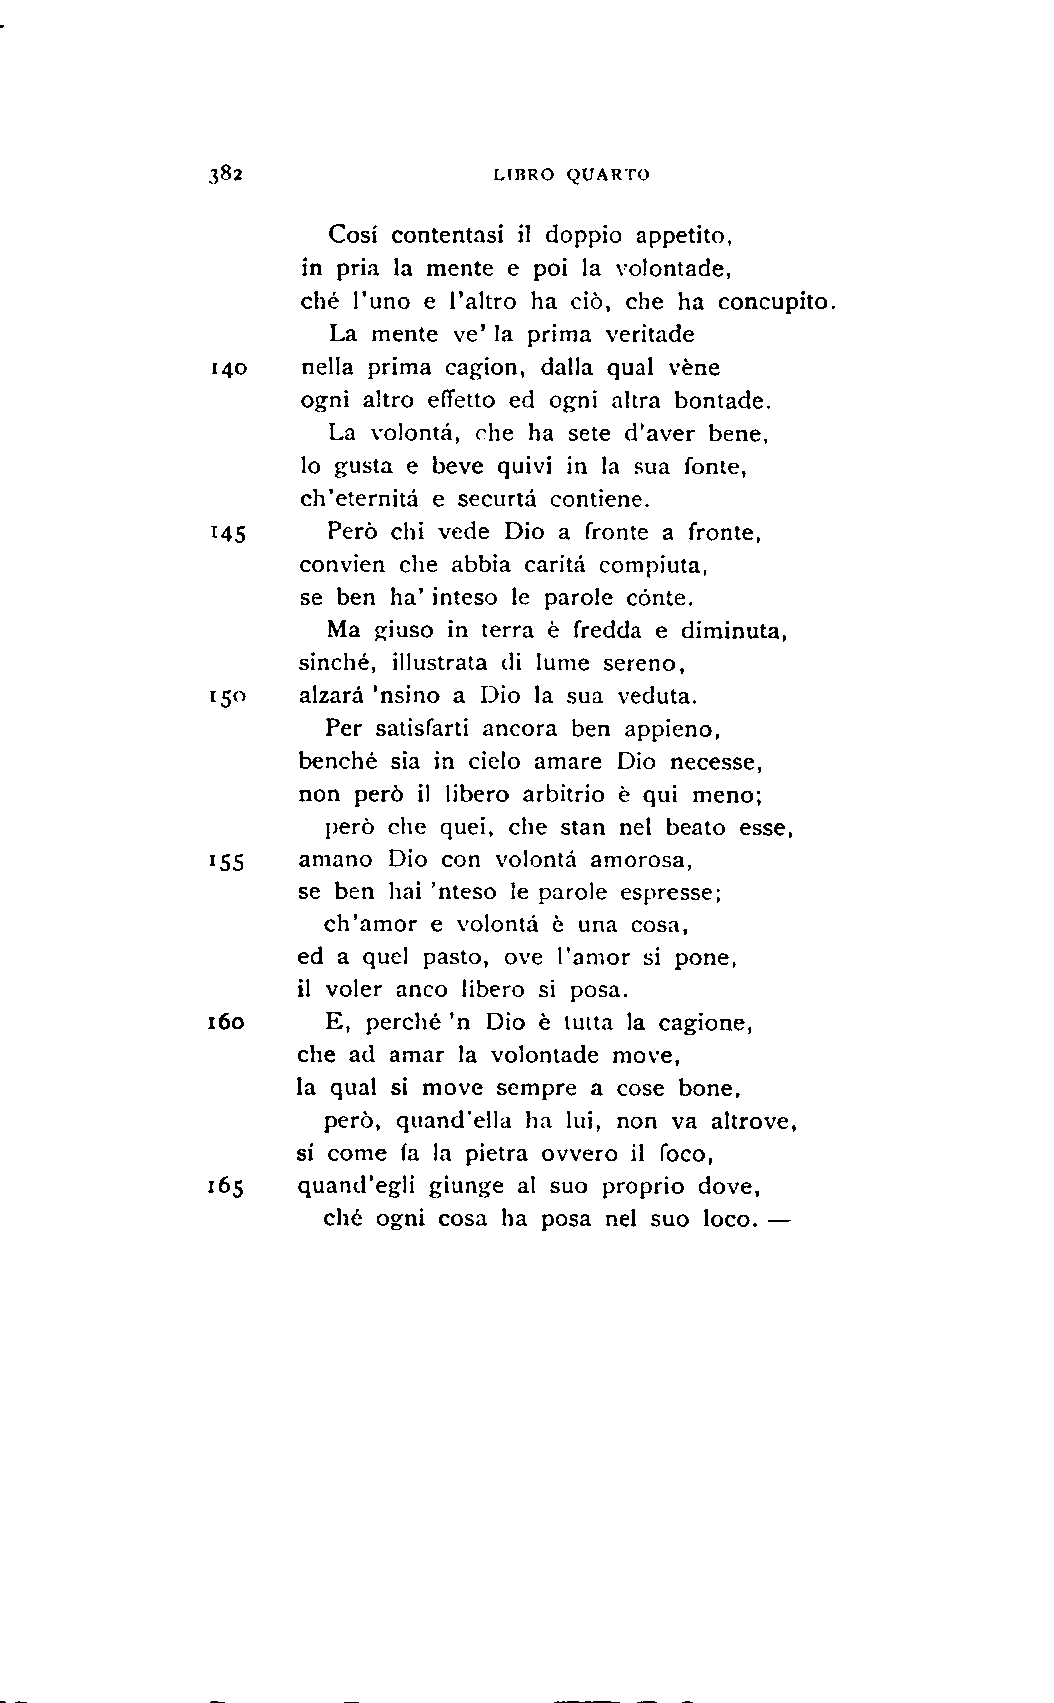 382 LIBRO QUARTO
Cosí contentasi il doppio appetito,
in pria la mente e poi la volontade,
ché l'uno e l'altro ha ciò, che ha concupito.
La mente ve' la prima veritade
140 nella prima cagion, dalla qual vène
ogni altro effetto ed ogni altra bontade.
La volontá, che ha sete d'aver bene,
lo gusta e beve quivi in la sua fonte,
ch'eternitá e securtá contiene.
145 Però chi vede Dio a fronte a fronte,
convien che abbia caritá compiuta,
se ben ha' inteso le parole cónte.
Ma giuso in terra è fredda e diminuta,
sinché, illustrata di lume sereno,
150 alzará 'nsino a Dio la sua veduta.
Per satisfarti ancora ben appieno,
benché sia in cielo amare Dio necesse,
non però il libero arbitrio è qui meno;
però che quei, che stan nel beato esse,
155 amano Dio con volontá amorosa,
se ben hai 'nteso le parole espresse;
ch'amor e volontá è una cosa,
ed a quel pasto, ove l'amor si pone,
il voler anco libero si posa.
160 E, perché 'n Dio è tutta la cagione,
che ad amar la volontade move,
la qual si move sempre a cose bone,
però, quand'ella ha lui, non va altrove,
sí come fa la pietra ovvero il foco,
165 quand'egli giunge al suo proprio dove,
ché ogni cosa ha posa nel suo loco. —